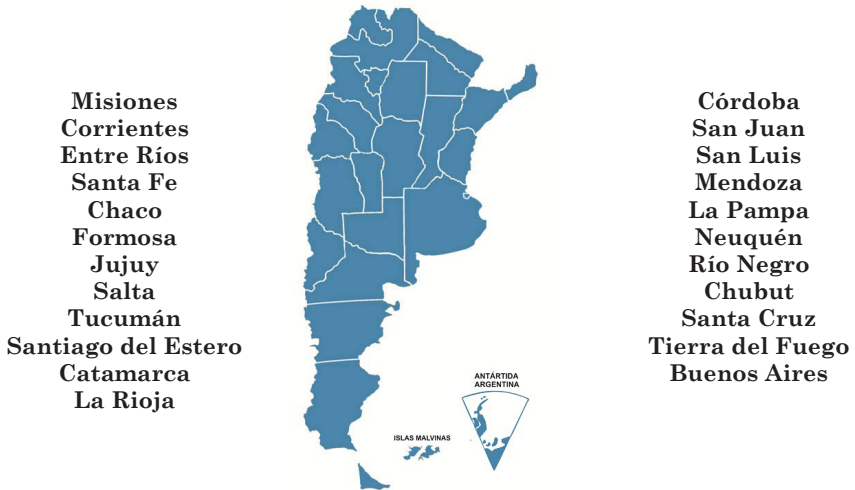 Misiones
Corrientes
Entre Ríos
Santa Fe
Chaco
Formosa
Jujuy
Salta
Tucumán
Santiago del Estero
Catamarca
La Rioja
ANTÁRTIDA
ARGENTINA
ISLAS MALVINAS
Córdoba
San Juan
San Luis
Mendoza
La Pampa
Neuquén
Río Negro
Chubut
Santa Cruz
Tierra del Fuego
Buenos Aires